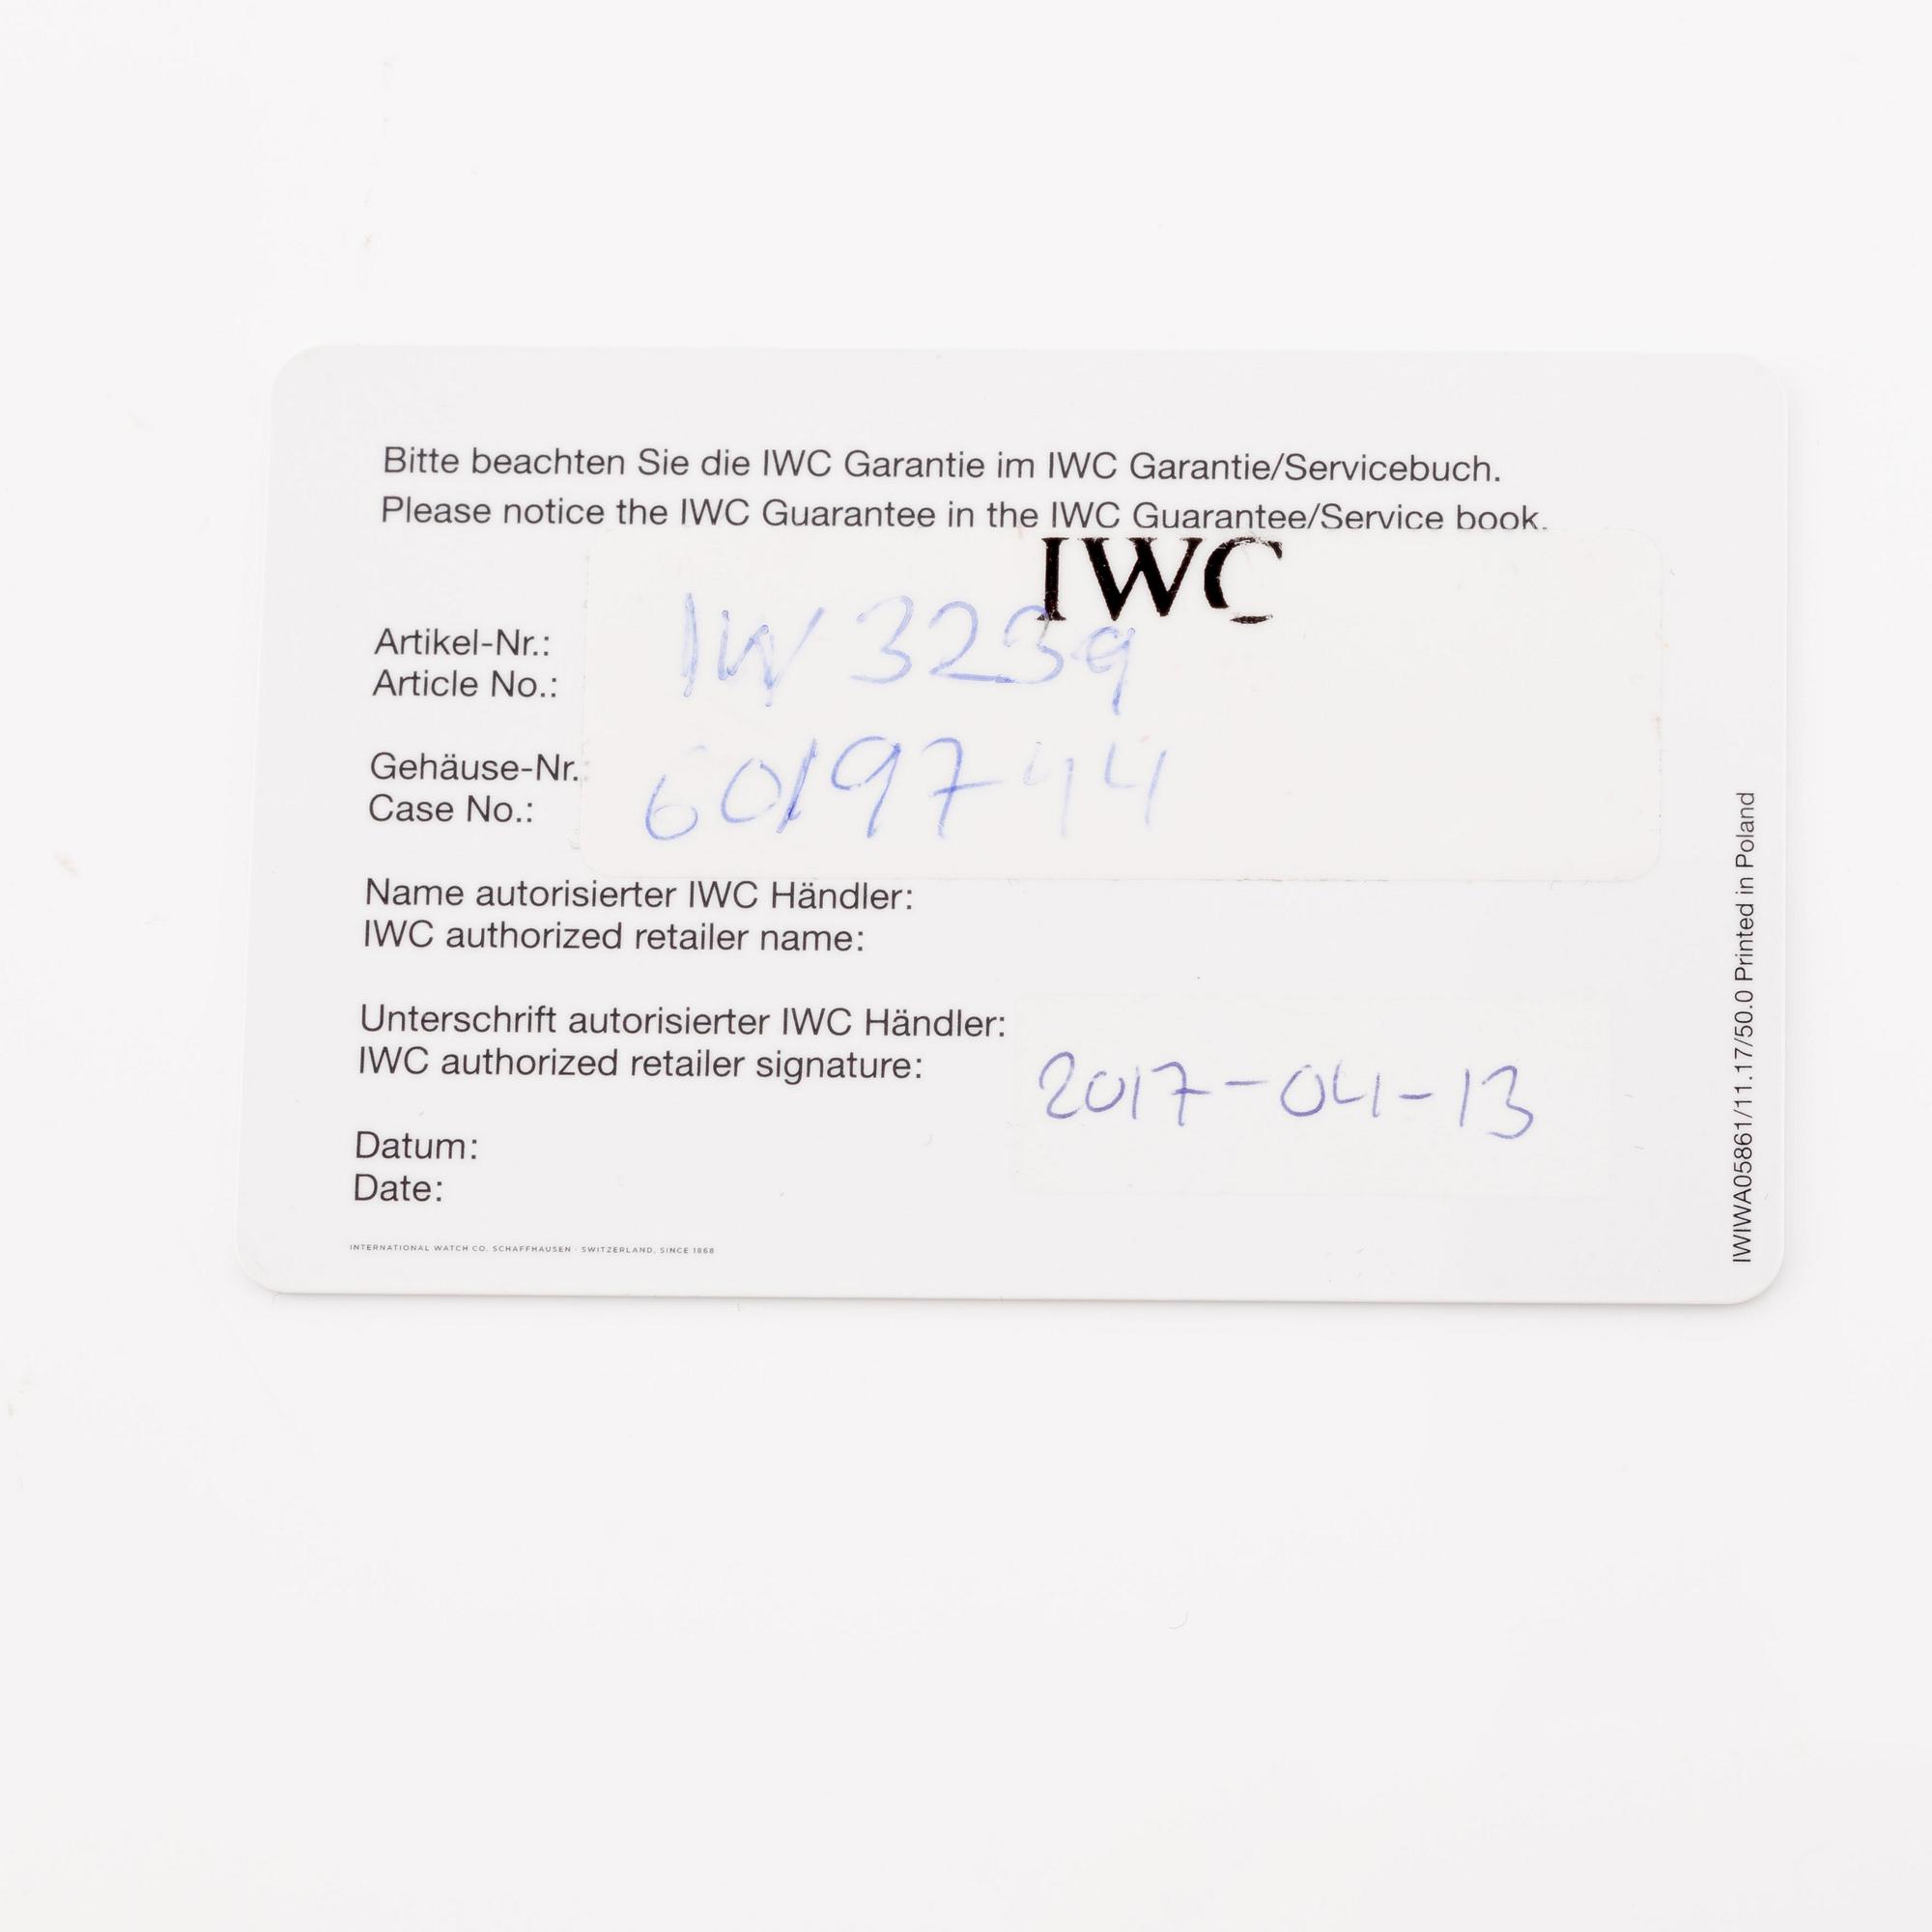 Bitte beachten Sie die IWC Garantie im IWC Garantie/Servicebuch.
Please notice the IWC Guarantee in the IWC Guarantee/Service book.
IWC
Artikel-Nr.:
Article No.:
IW 3239
Gehäuse-Nr.
Case No.:
6019744
Name autorisierter IWC Händler:
IWC authorized retailer name:
Unterschrift autorisierter IWC Händler:
IWC authorized retailer signature:
2017-04-13
Datum:
Date:
INTERNATIONAL WATCH CO. SCHAFFHAUSEN · SWITZERLAND, SINCE 1868
IWIWA05861/11.17/50.0 Printed in Poland